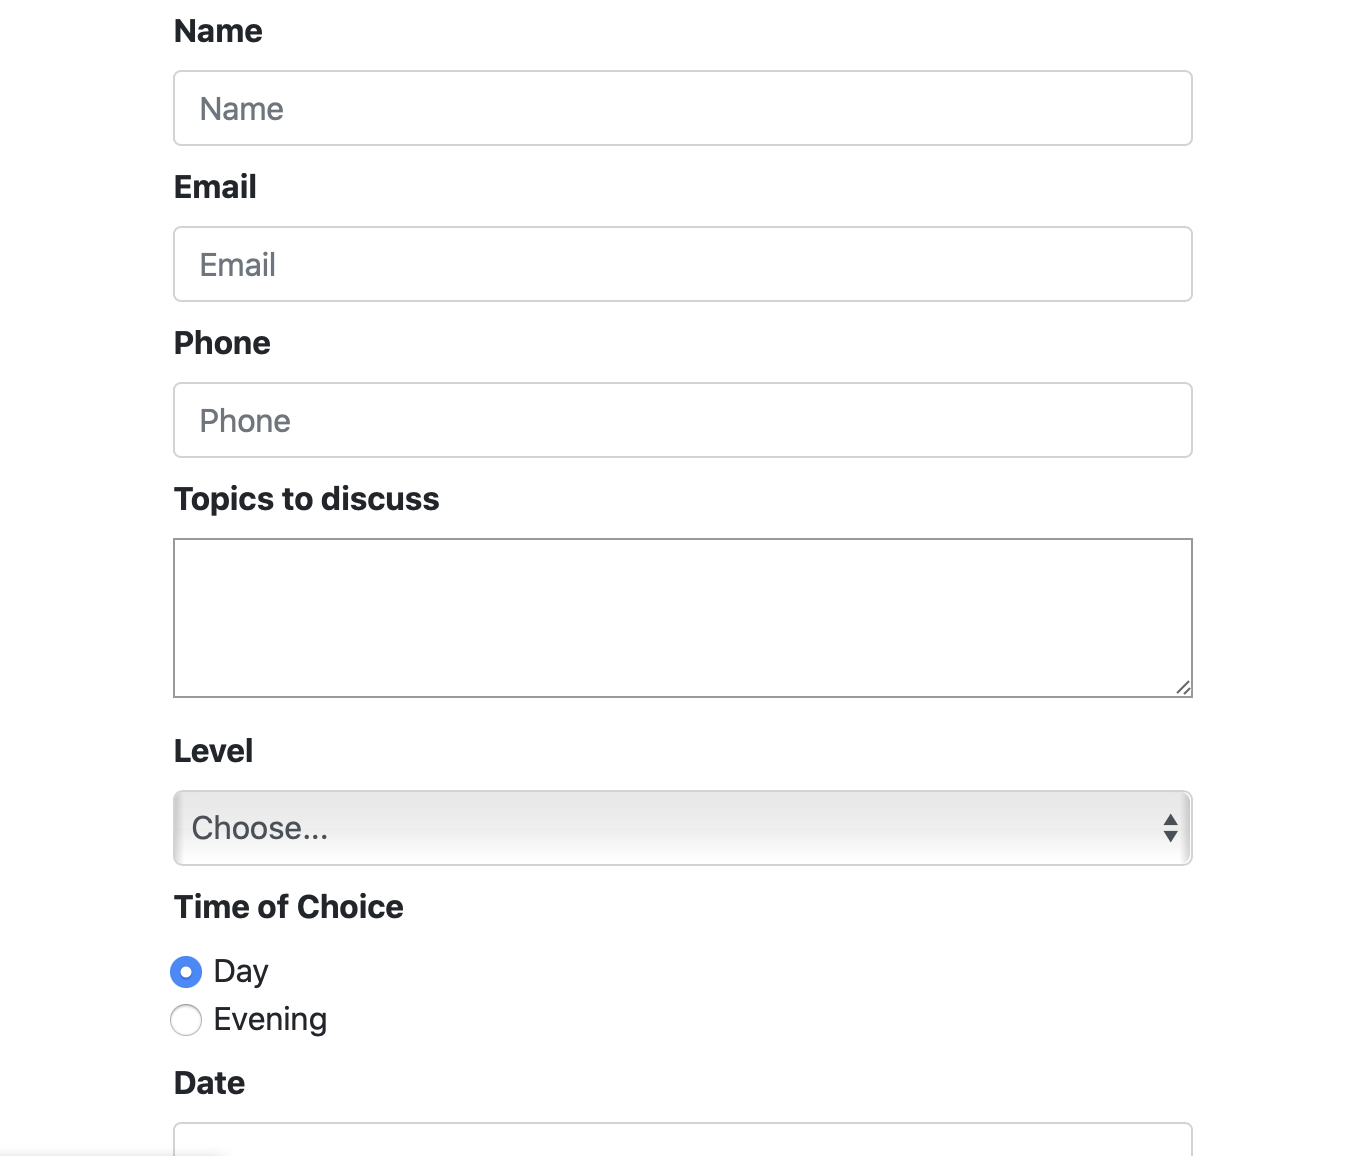 Name
Name
Email
Email
Phone
Phone
Topics to discuss
Level
Choose...
Time of Choice
Day
Evening
Date